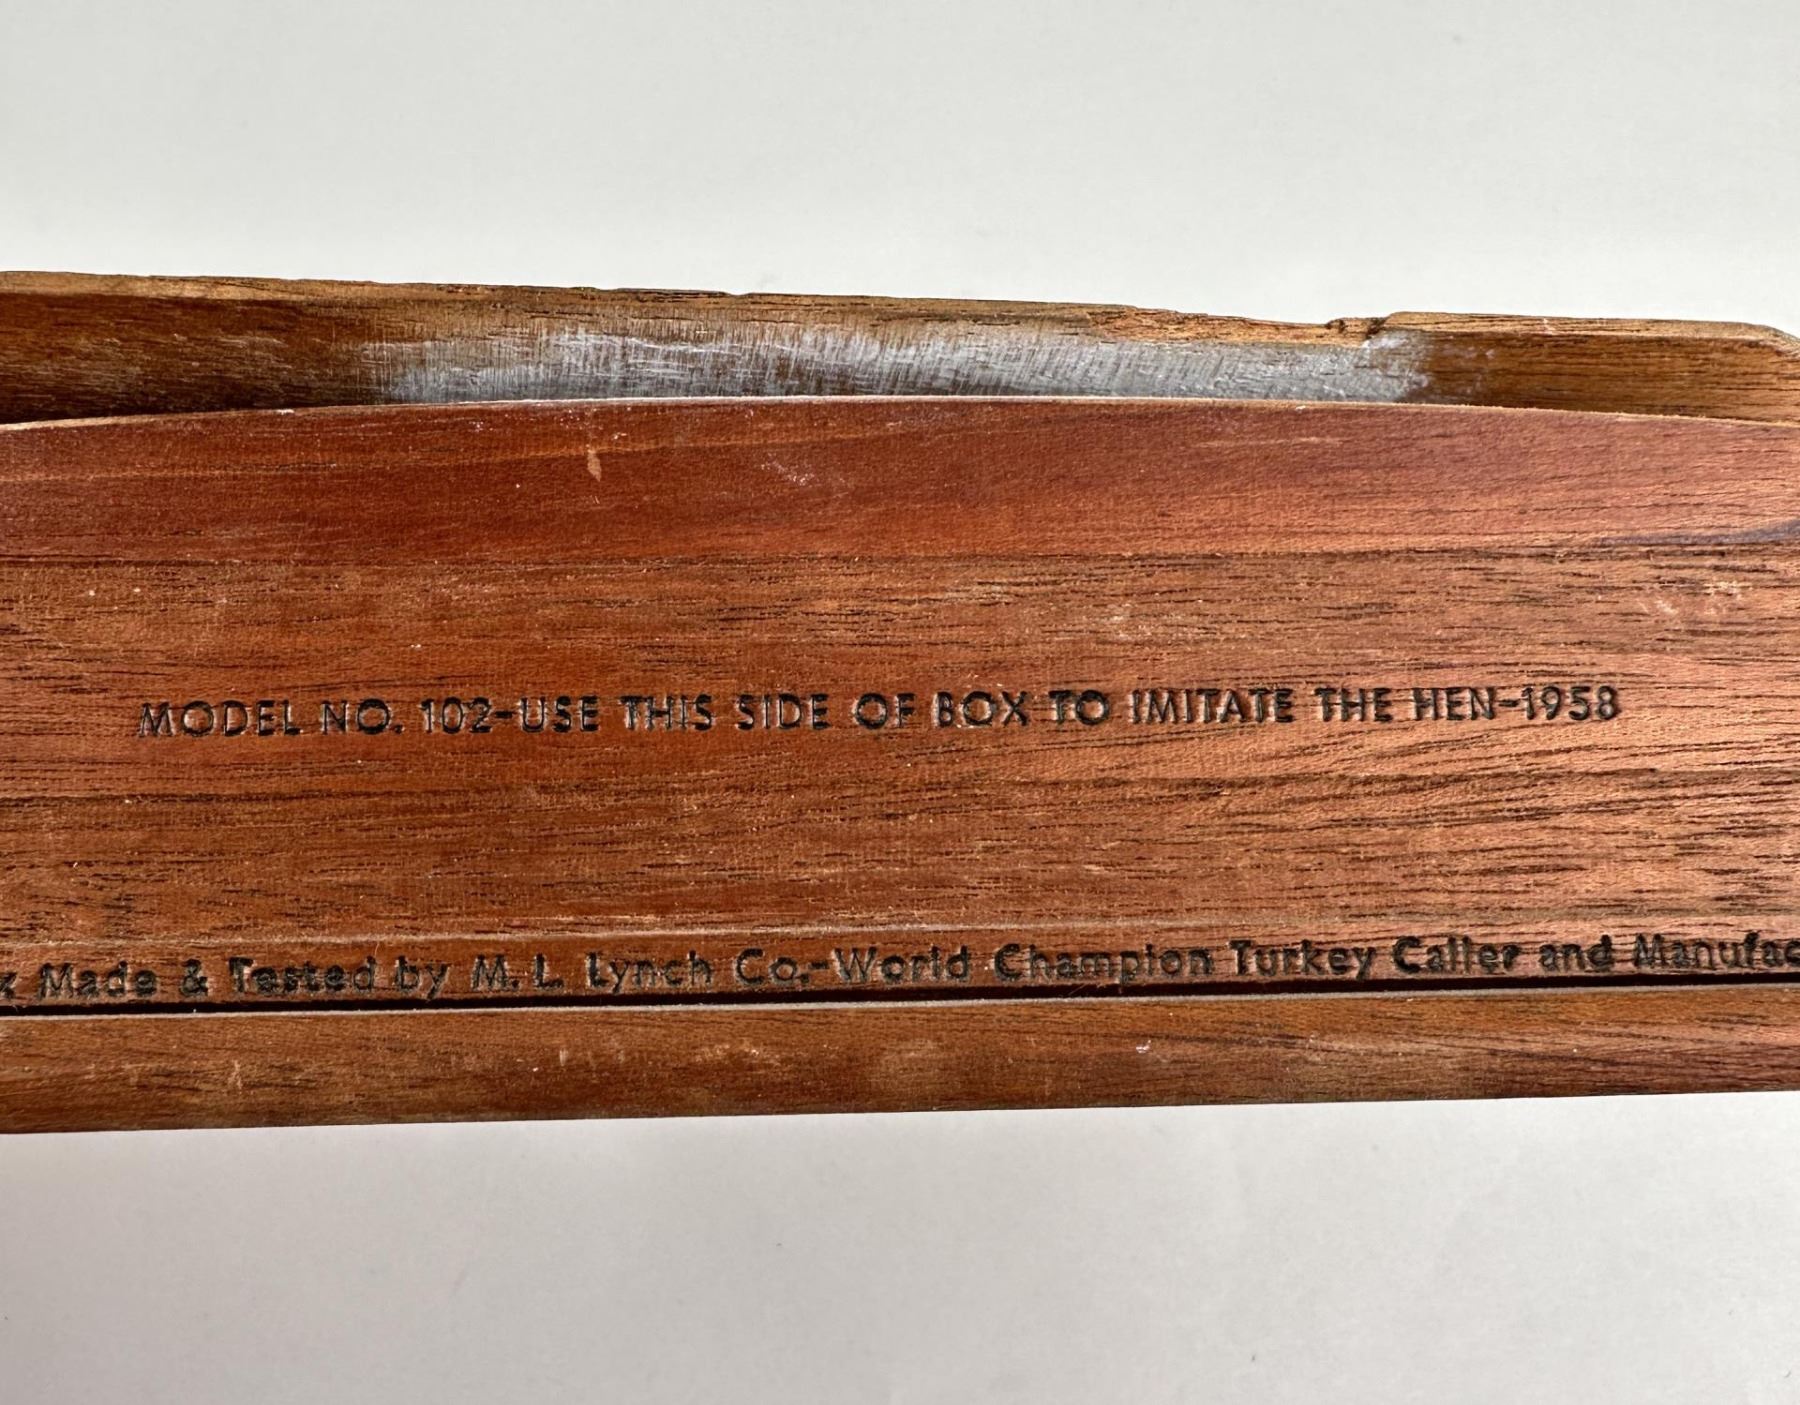 MODEL NO. 102-USE THIS SIDE OF BOX TO IMITATE THE HEN-1958
Made & Tested by M. L. Lynch Co.-World Champion Turkey Caller and Manufac